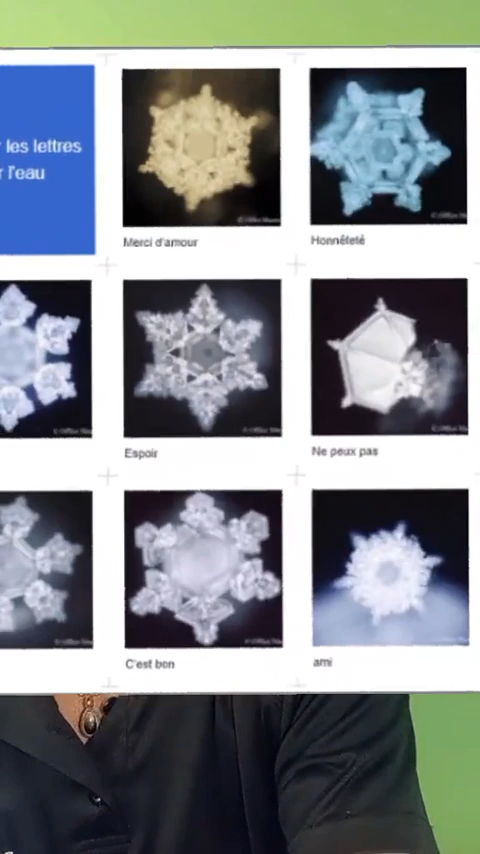 les lettres
l'eau
Merci d'amour
Honnêteté
Espoir
Ne peux pas
C'est bon
ami